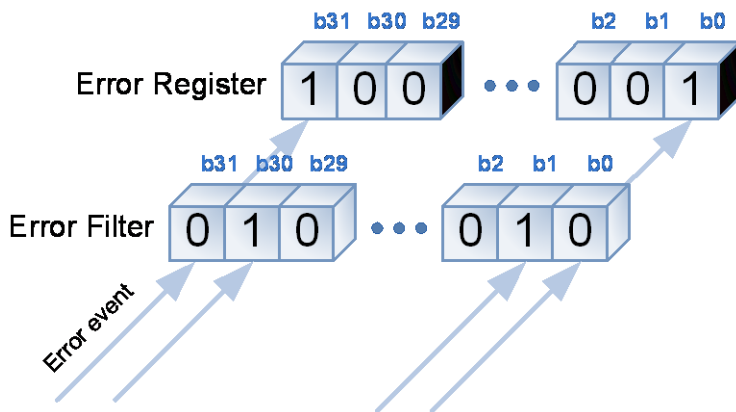 b31 b30 b29 b2 b1 b0
Error Register 1 0 0 0 0 1
b31 b30 b29 b2 b1 b0
Error Filter 0 1 0 0 1 0
Error event